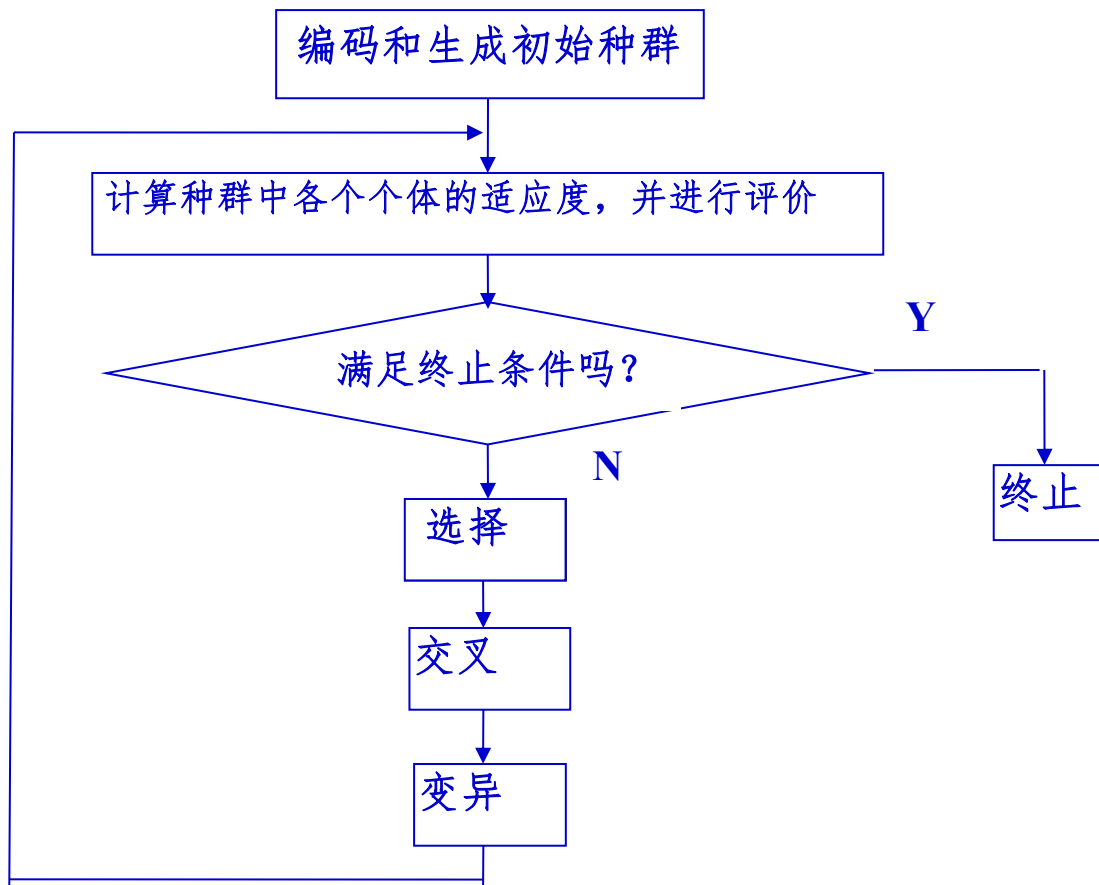 编码和生成初始种群
计算种群中各个个体的适应度，并进行评价
Y
满足终止条件吗？
N
终止
选择
交叉
变异